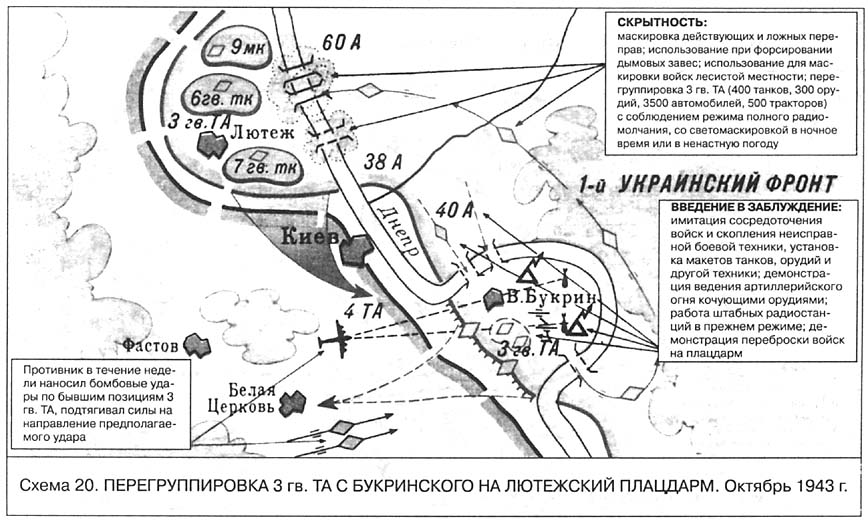 СКРЫТНОСТЬ:
маскировка действующих и ложных пере-
прав; использование при форсировании
дымовых завес; использование для мас-
кировки войск лесистой местности; пере-
группировка 3 гв. ТА (400 танков, 300 ору-
дий, 3500 автомобилей, 500 тракторов)
с соблюдением режима полного радио-
молчания, со светомаскировкой в ночное
время или в ненастную погоду
9 мк
60 А
6 гв. тк
3 гв. ТА
Лютеж
7 гв. тк
38 А
1-й УКРАИНСКИЙ ФРОНТ
Днепр
40 А
Киев
ВВЕДЕНИЕ В ЗАБЛУЖДЕНИЕ:
имитация сосредоточения
войск и скопления неисправ-
ной боевой техники, установ-
ка макетов танков, орудий и
другой техники; демонстра-
ция ведения артиллерийского
огня кочующими орудиями;
работа штабных радиостан-
ций в прежнем режиме; де-
монстрация переброски войск
на плацдарм
В. Букрин
4 ТА
3 гв. ТА
Фастов
Белая
Церковь
Противник в течение неде-
ли наносил бомбовые уда-
ры по бывшим позициям 3
гв. ТА, подтягивал силы на
направление предполагае-
мого удара
Схема 20. ПЕРЕГРУППИРОВКА 3 гв. ТА С БУКРИНСКОГО НА ЛЮТЕЖСКИЙ ПЛАЦДАРМ. Октябрь 1943 г.